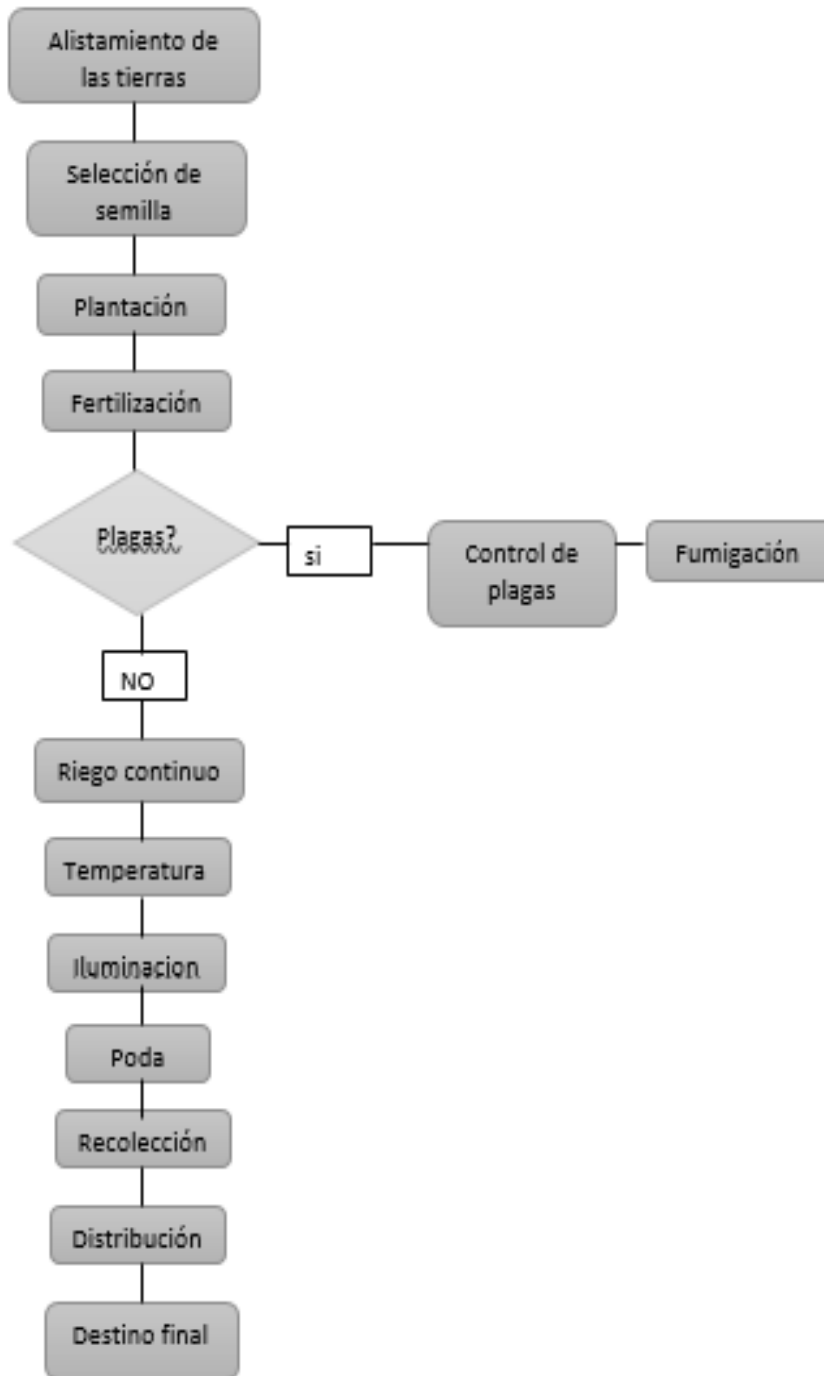 Alistamiento de
las tierras
Selección de
semilla
Plantación
Fertilización
Plagas?
si
Control de
plagas
Fumigación
NO
Riego continuo
Temperatura
Iluminacion
Poda
Recolección
Distribución
Destino final